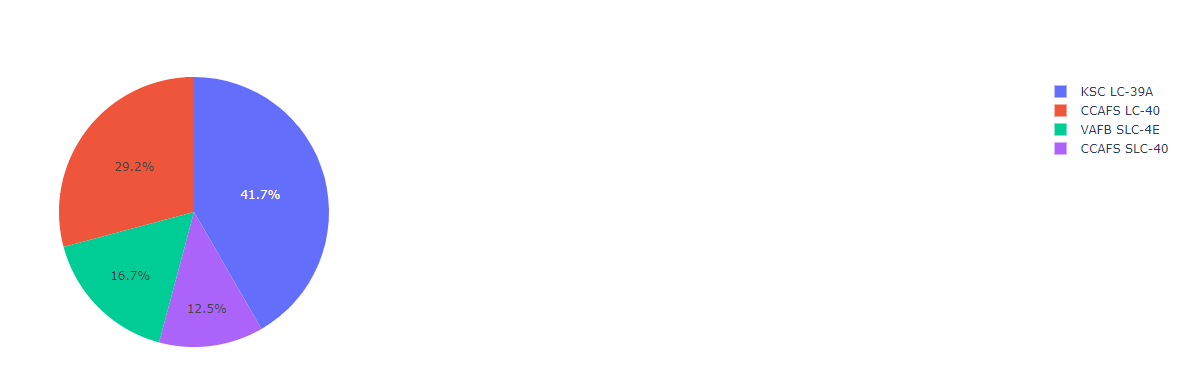 KSC LC-39A
CCAFS LC-40
VAFB SLC-4E
CCAFS SLC-40
29.2%
41.7%
16.7%
12.5%